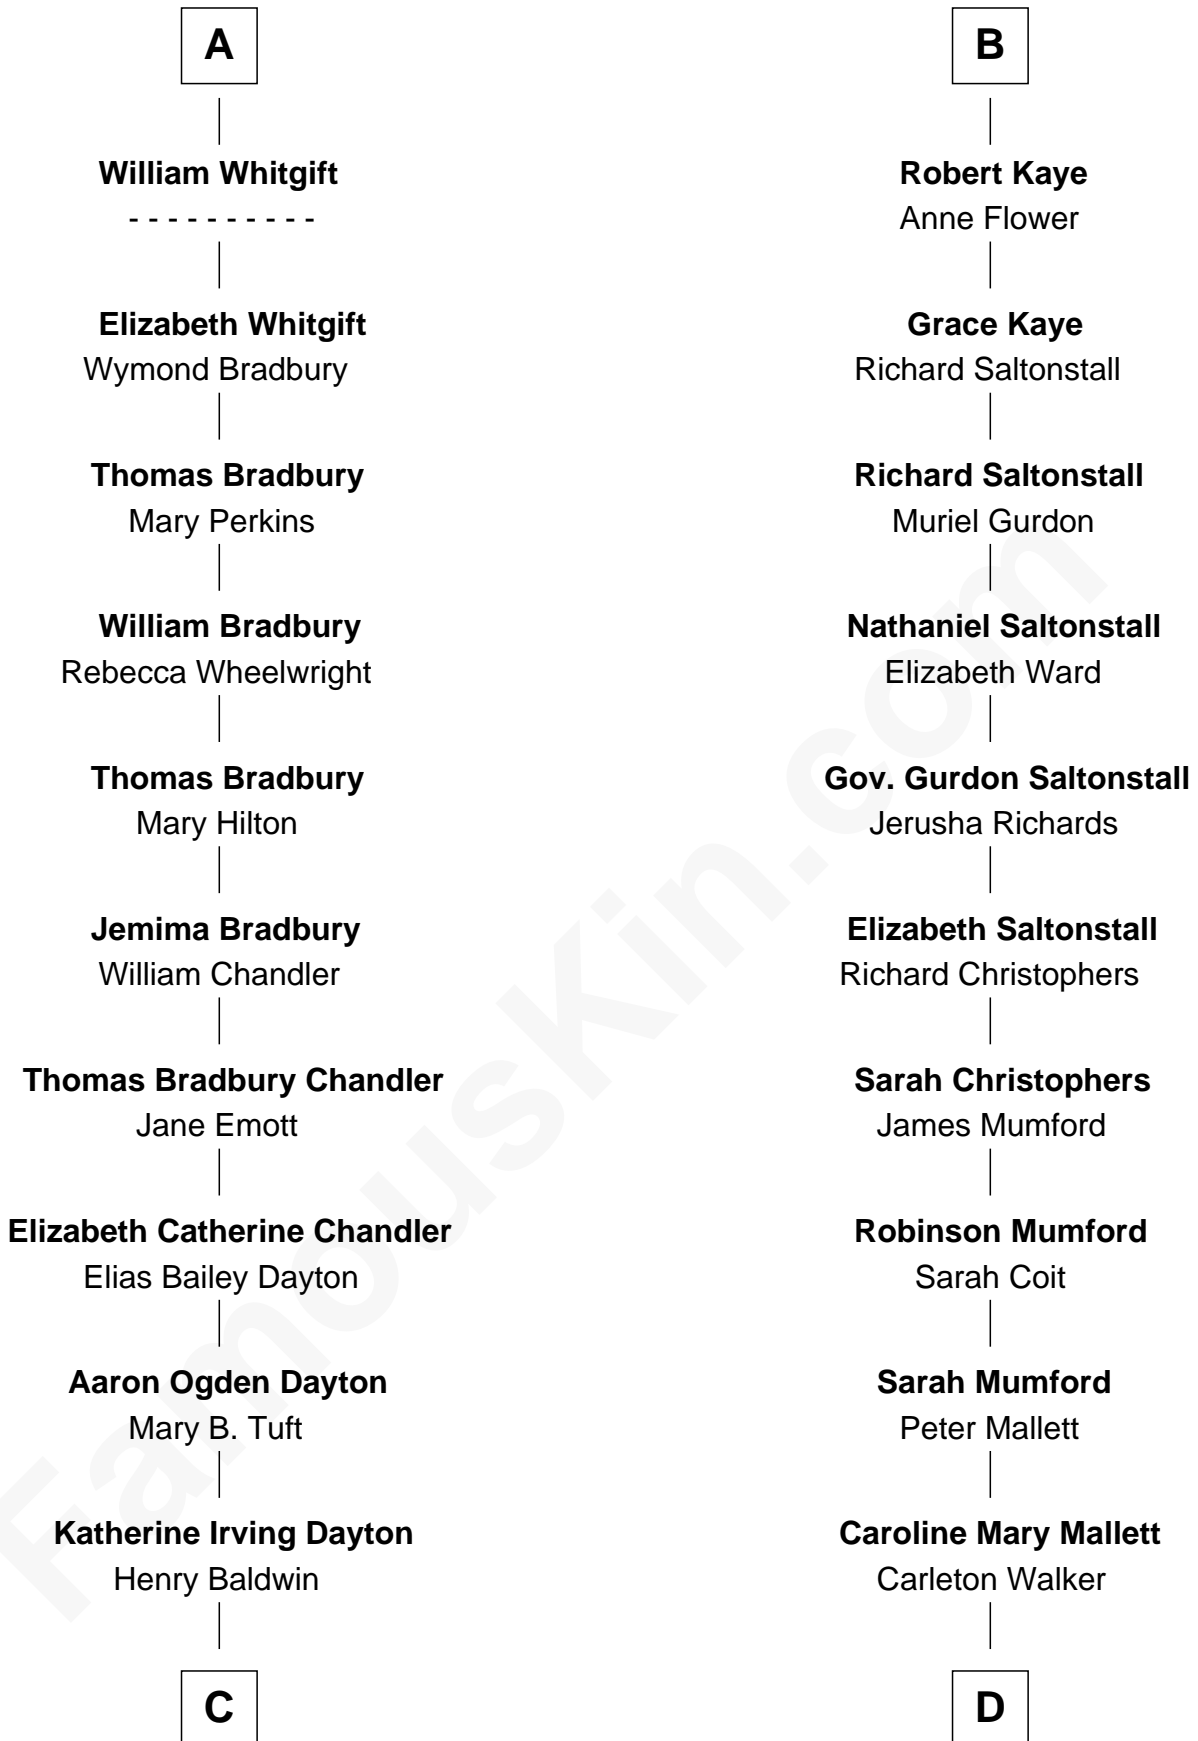 A
William Whitgift
- - - - - - - - - -
Elizabeth Whitgift
Wymond Bradbury
Thomas Bradbury
Mary Perkins
William Bradbury
Rebecca Wheelwright
Thomas Bradbury
Mary Hilton
Jemima Bradbury
William Chandler
Thomas Bradbury Chandler
Jane Emott
Elizabeth Catherine Chandler
Elias Bailey Dayton
Aaron Ogden Dayton
Mary B. Tuft
Katherine Irving Dayton
Henry Baldwin
C
B
Robert Kaye
Anne Flower
Grace Kaye
Richard Saltonstall
Richard Saltonstall
Muriel Gurdon
Nathaniel Saltonstall
Elizabeth Ward
Gov. Gurdon Saltonstall
Jerusha Richards
Elizabeth Saltonstall
Richard Christophers
Sarah Christophers
James Mumford
Robinson Mumford
Sarah Coit
Sarah Mumford
Peter Mallett
Caroline Mary Mallett
Carleton Walker
D
FamousKin.com